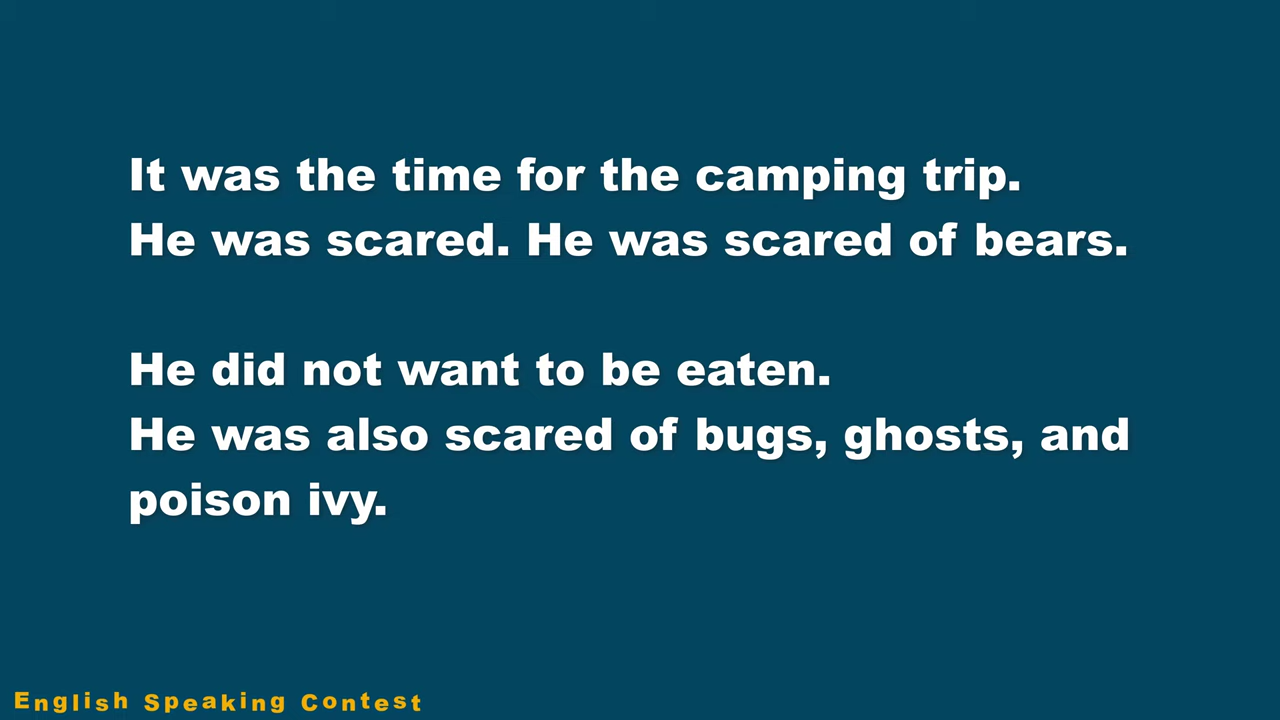 It was the time for the camping trip.
He was scared. He was scared of bears.
He did not want to be eaten.
He was also scared of bugs, ghosts, and
poison ivy.
English Speaking Contest